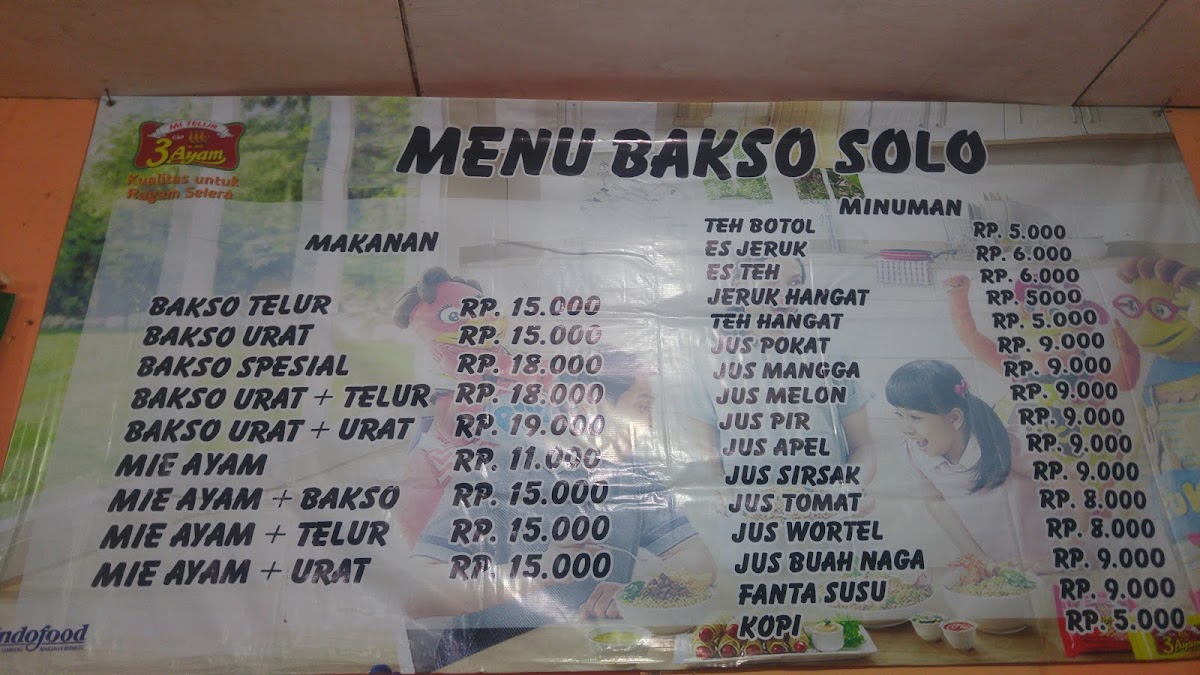 MI TELUR
Cap
3 Ayam
Kualitas untuk
Ragam Selera
MENU BAKSO SOLO
MAKANAN
BAKSO TELUR RP. 15.000
BAKSO URAT RP. 15.000
BAKSO SPESIAL RP. 18.000
BAKSO URAT + TELUR RP. 18.000
BAKSO URAT + URAT RP. 19.000
MIE AYAM RP. 11.000
MIE AYAM + BAKSO RP. 15.000
MIE AYAM + TELUR RP. 15.000
MIE AYAM + URAT RP. 15.000
MINUMAN
TEH BOTOL RP. 5.000
ES JERUK RP. 6.000
ES TEH RP. 6.000
JERUK HANGAT RP. 5000
TEH HANGAT RP. 5.000
JUS POKAT RP. 9.000
JUS MANGGA RP. 9.000
JUS MELON RP. 9.000
JUS PIR RP. 9.000
JUS APEL RP. 9.000
JUS SIRSAK RP. 9.000
JUS TOMAT RP. 8.000
JUS WORTEL RP. 8.000
JUS BUAH NAGA RP. 9.000
FANTA SUSU RP. 9.000
KOPI RP. 5.000
Indofood
3 Ayam